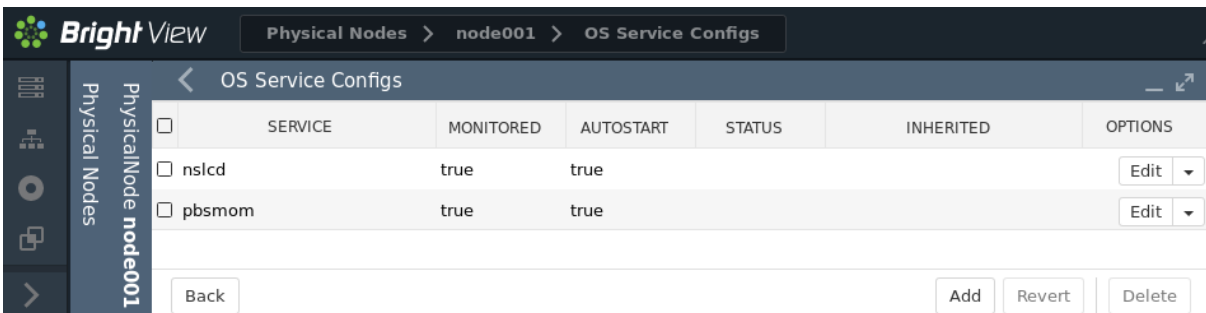 Bright View
Physical Nodes > node001 > OS Service Configs
Physical Nodes
PhysicalNode node001
OS Service Configs
SERVICE MONITORED AUTOSTART STATUS INHERITED OPTIONS
nslcd true true Edit
pbsmom true true Edit
Back Add Revert Delete